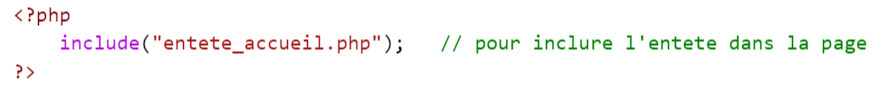 <?php
include("entete_accueil.php"); // pour inclure l'entete dans la page
?>